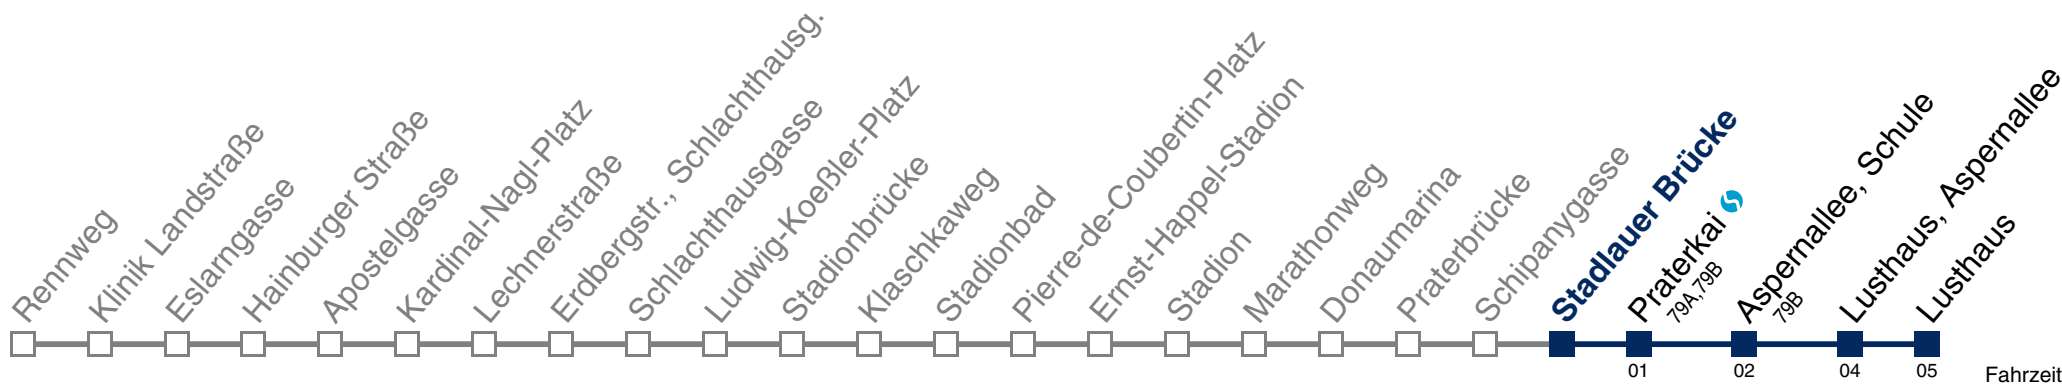 Rennweg
Klinik Landstraße
Eslarngasse
Hainburger Straße
Apostelgasse
Kardinal-Nagl-Platz
Lechnerstraße
Erdbergstr., Schlachthausg.
Schlachthausgasse
Ludwig-Koeßler-Platz
Stadionbrücke
Klaschkaweg
Stadionbad
Pierre-de-Coubertin-Platz
Ernst-Happel-Stadion
Stadion
Marathonweg
Donaumarina
Praterbrücke
Schipanygasse
Stadlauer Brücke
Praterkai
79A,79B
Aspernallee, Schule
79B
Lusthaus, Aspernallee
Lusthaus
01 02 04 05 Fahrzeit